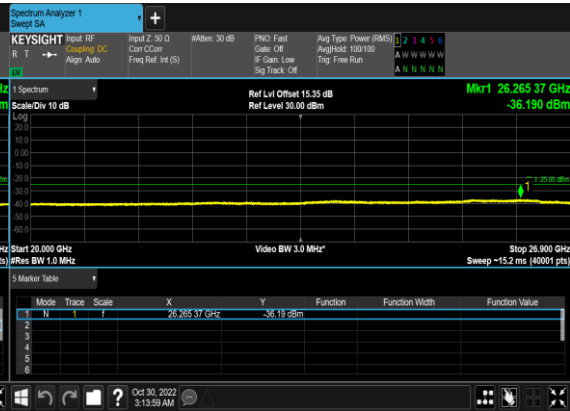 Spectrum Analyzer 1
Swept SA
+
KEYSIGHT
R T
Input: RF
Coupling: DC
Align: Auto
Input Z: 50 Ω
Corr CCorr
Freq Ref: Int (S)
#Atten: 30 dB
PNO: Fast
Gate: Off
IF Gain: Low
Sig Track: Off
Avg Type: Power (RMS)
Avg|Hold: 100/100
Trig: Free Run
1 2 3 4 5 6
A W W W W W
A N N N N N
1 Spectrum
Scale/Div 10 dB
Log
Ref Lvl Offset 15.35 dB
Ref Level 30.00 dBm
Mkr1 26.265 37 GHz
-36.190 dBm
20.0
10.0
0.00
-10.0
-20.0
-30.0
-40.0
-50.0
-60.0
-25.00 dBm
1
Start 20.000 GHz
#Res BW 1.0 MHz
Video BW 3.0 MHz*
Stop 26.900 GHz
Sweep ~15.2 ms (40001 pts)
5 Marker Table
Mode Trace Scale X Y Function Function Width Function Value
1 N 1 f 26.265 37 GHz -36.19 dBm
2
3
4
5
6
?
Oct 30, 2022
3:13:59 AM